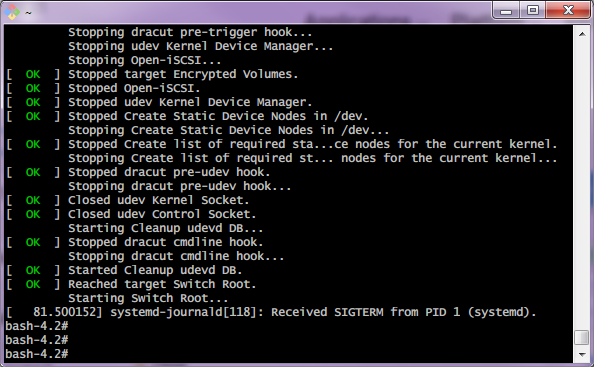 ~
Stopping dracut pre-trigger hook...
Stopping udev Kernel Device Manager...
Stopping Open-iSCSI...
[  OK  ] Stopped target Encrypted Volumes.
[  OK  ] Stopped Open-iSCSI.
[  OK  ] Stopped udev Kernel Device Manager.
[  OK  ] Stopped Create Static Device Nodes in /dev.
Stopping Create Static Device Nodes in /dev...
[  OK  ] Stopped Create list of required sta...ce nodes for the current kernel.
Stopping Create list of required st... nodes for the current kernel...
[  OK  ] Stopped dracut pre-udev hook.
Stopping dracut pre-udev hook...
[  OK  ] Closed udev Kernel Socket.
[  OK  ] Closed udev Control Socket.
Starting Cleanup udevd DB...
[  OK  ] Stopped dracut cmdline hook.
Stopping dracut cmdline hook...
[  OK  ] Started Cleanup udevd DB.
[  OK  ] Reached target Switch Root.
Starting Switch Root...
[   81.500152] systemd-journald[118]: Received SIGTERM from PID 1 (systemd).
bash-4.2#
bash-4.2#
bash-4.2#